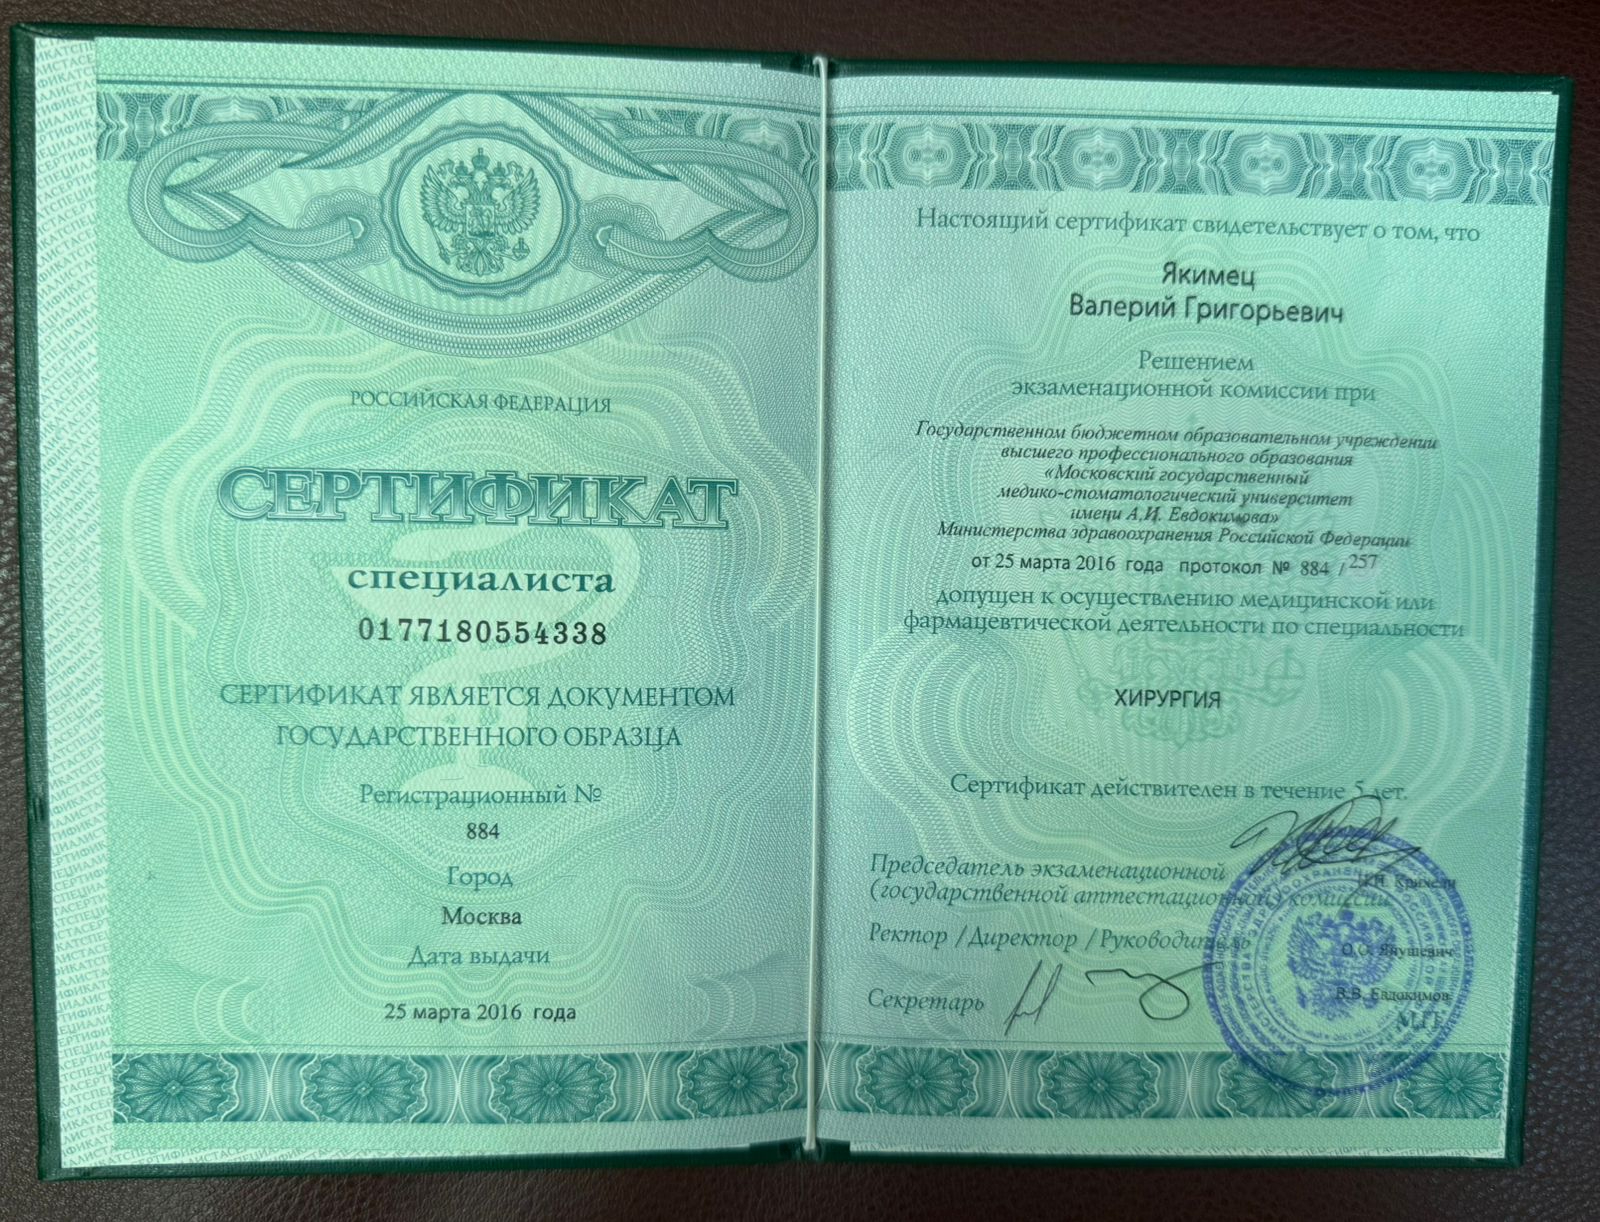 РОССИЙСКАЯ ФЕДЕРАЦИЯ
СЕРТИФИКАТ
специалиста
0177180554338
СЕРТИФИКАТ ЯВЛЯЕТСЯ ДОКУМЕНТОМ
ГОСУДАРСТВЕННОГО ОБРАЗЦА
Регистрационный №
884
Город
Москва
Дата выдачи
25 марта 2016 года
Настоящий сертификат свидетельствует о том, что
Якимец
Валерий Григорьевич
Решением
экзаменационной комиссии при
Государственном бюджетном образовательном учреждении
высшего профессионального образования
«Московский государственный
медико-стоматологический университет
имени А.И. Евдокимова»
Министерства здравоохранения Российской Федерации
от 25 марта 2016 года протокол № 884 / 257
допущен к осуществлению медицинской или
фармацевтической деятельности по специальности
ХИРУРГИЯ
Сертификат действителен в течение 5 лет.
Председатель экзаменационной
(государственной аттестационной) комиссии
Ректор /Директор /Руководитель
О.О. Янушевич
Секретарь
В.В. Евдокимов
М.П.